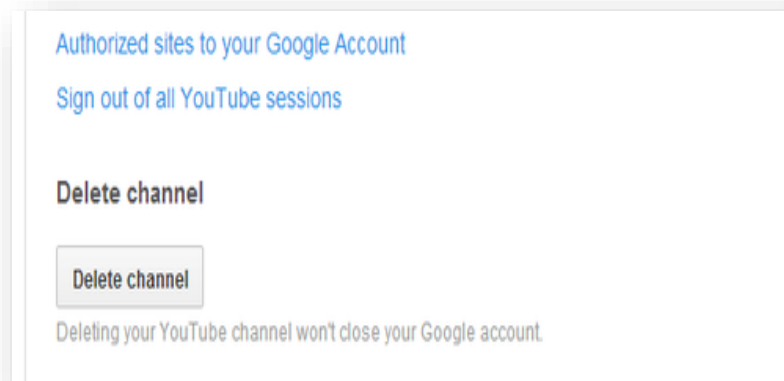 Authorized sites to your Google Account
Sign out of all YouTube sessions
Delete channel
Delete channel
Deleting your YouTube channel won't close your Google account.